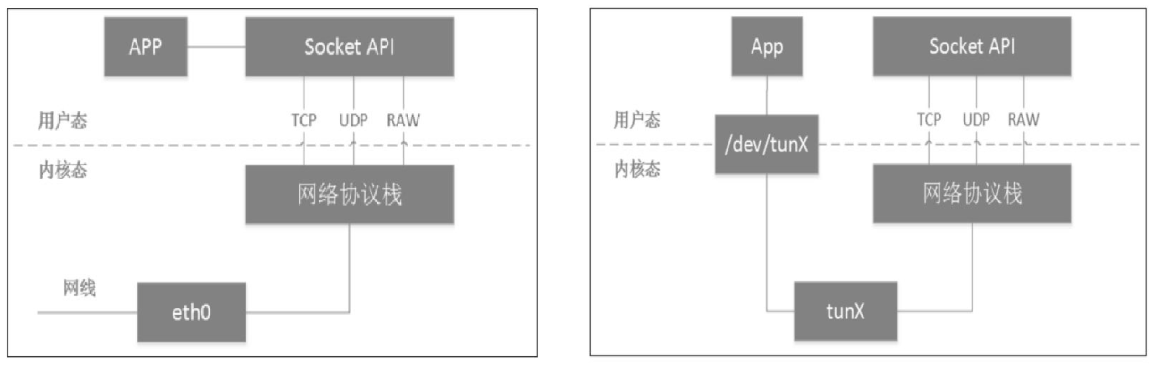 APP
Socket API
用户态
TCP
UDP
RAW
内核态
网络协议栈
网线
eth0
App
Socket API
用户态
/dev/tunX
TCP
UDP
RAW
内核态
网络协议栈
tunX